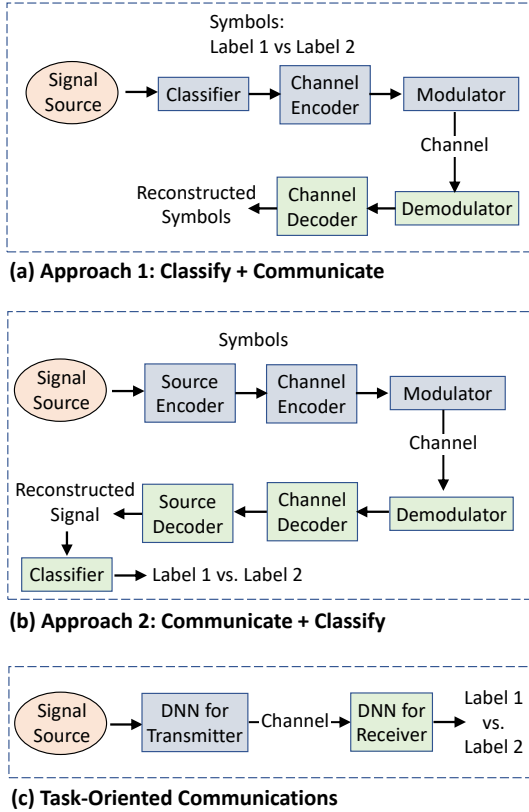 Symbols:
Label 1 vs Label 2
Signal
Source
Classifier
Channel
Encoder
Modulator
Channel
Reconstructed
Symbols
Channel
Decoder
Demodulator
(a) Approach 1: Classify + Communicate
Symbols
Signal
Source
Source
Encoder
Channel
Encoder
Modulator
Channel
Reconstructed
Signal
Source
Decoder
Channel
Decoder
Demodulator
Classifier
Label 1 vs. Label 2
(b) Approach 2: Communicate + Classify
Signal
Source
DNN for
Transmitter
Channel
DNN for
Receiver
Label 1
vs.
Label 2
(c) Task-Oriented Communications